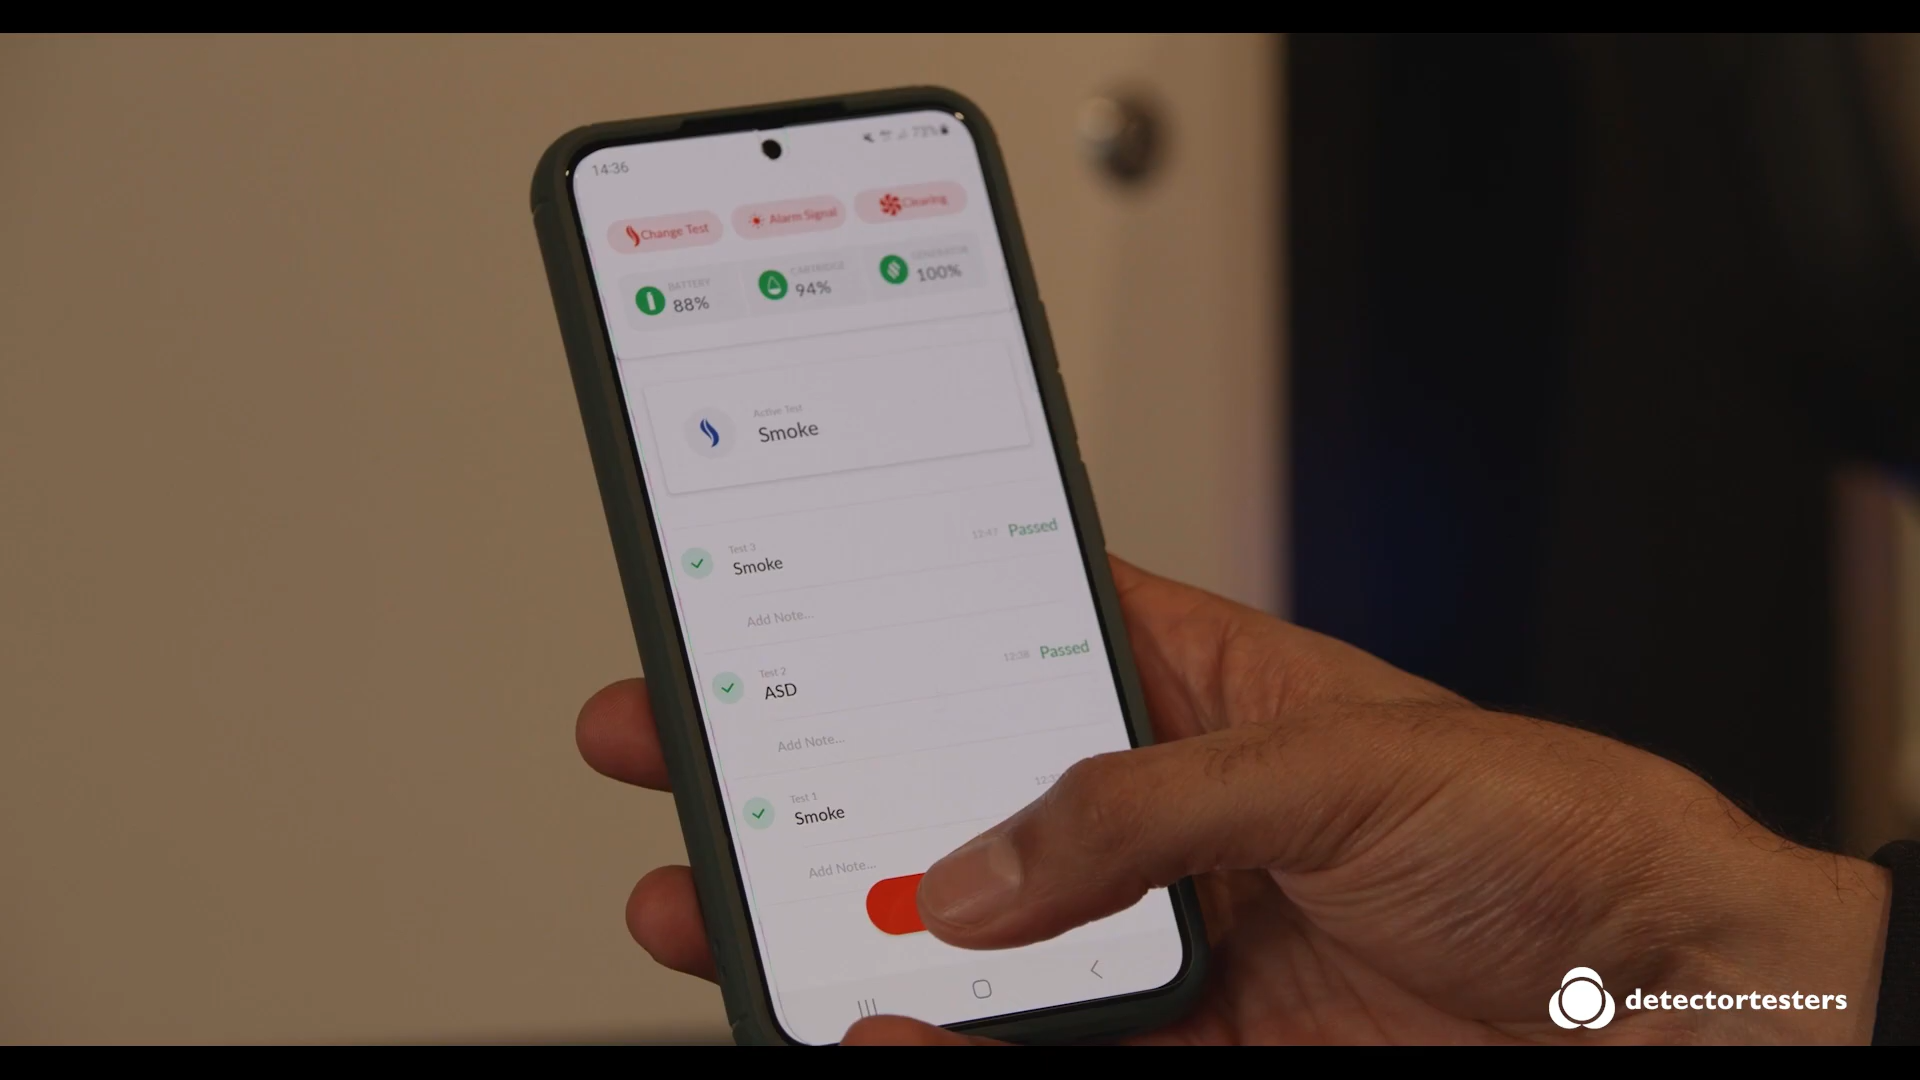 14:36
73%
Change Test
Alarm Signal
Clearing
BATTERY
88%
CARTRIDGE
94%
GENERATOR
100%
Active Test
Smoke
Test 3
Smoke
12:47 Passed
Add Note...
Test 2
ASD
12:38 Passed
Add Note...
Test 1
Smoke
Add Note...
detectortesters